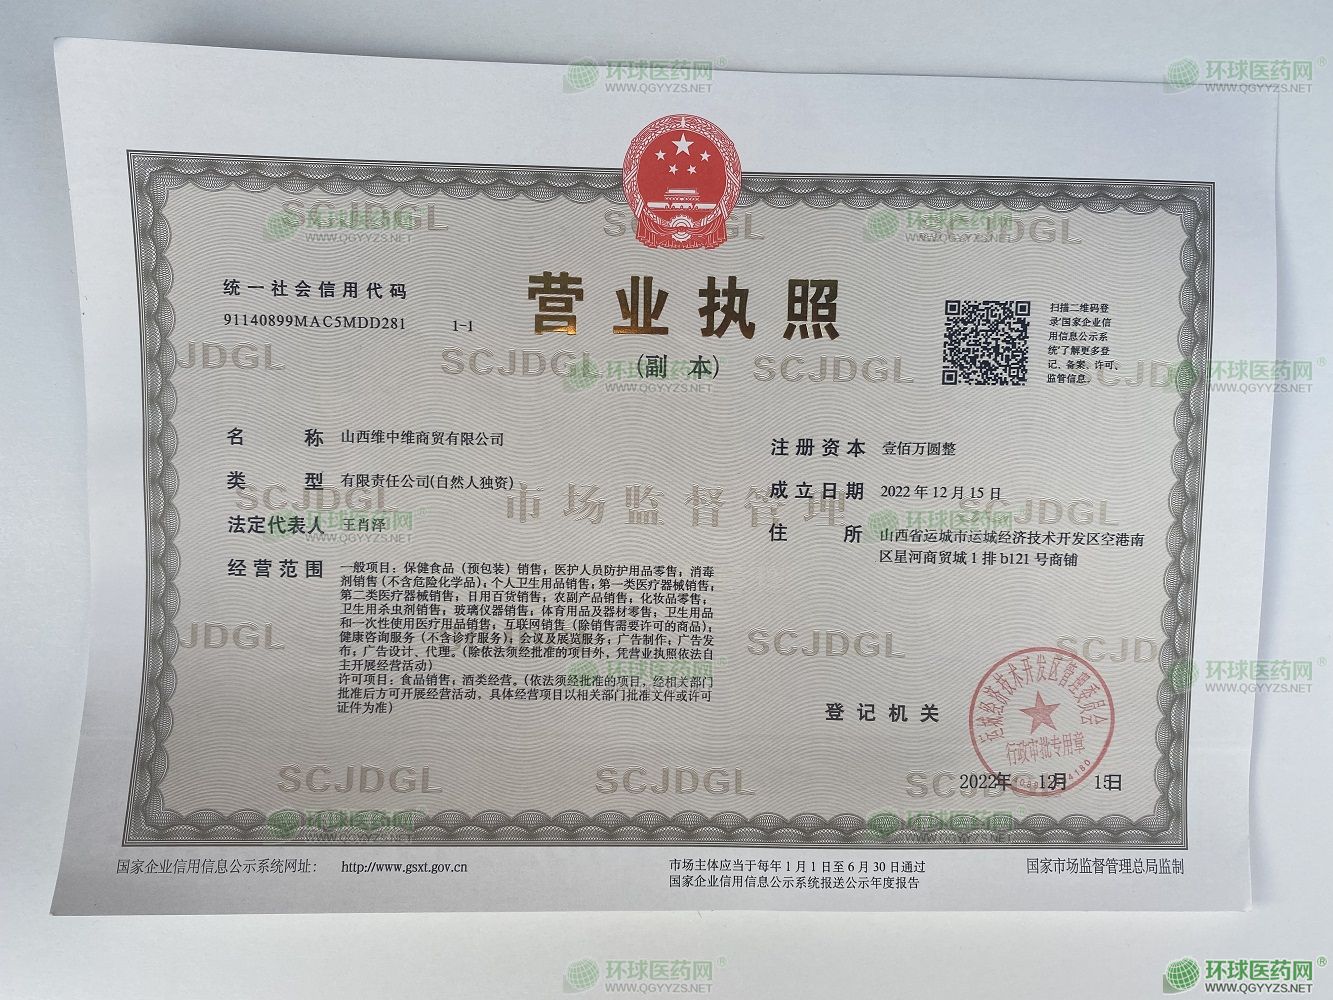 统一社会信用代码
91140899MAC5MDD281
1-1
营业执照
(副 本)
扫描二维码登
录“国家企业信
用信息公示系
统”了解更多登
记、备案、许可、
监管信息。
名 称 山西维中维商贸有限公司
类 型 有限责任公司(自然人独资)
法定代表人 王肖泽
经营范围 一般项目：保健食品（预包装）销售；医护人员防护用品零售；消毒
剂销售（不含危险化学品）；个人卫生用品销售；第一类医疗器械销售；
第二类医疗器械销售；日用百货销售；农副产品销售；化妆品零售；
卫生用杀虫剂销售；玻璃仪器销售；体育用品及器材零售；卫生用品
和一次性使用医疗用品销售；互联网销售（除销售需要许可的商品）；
健康咨询服务（不含诊疗服务）；会议及展览服务；广告制作；广告发
布；广告设计、代理。（除依法须经批准的项目外，凭营业执照依法自
主开展经营活动）
许可项目：食品销售；酒类经营。（依法须经批准的项目，经相关部门
批准后方可开展经营活动，具体经营项目以相关部门批准文件或许可
证件为准）
注册资本 壹佰万圆整
成立日期 2022年12月15日
住 所 山西省运城市运城经济技术开发区空港南
区星河商贸城1排b121号商铺
登记机关
运城经济技术开发区管理委员会
行政审批专用章
2022年 12月 15日
市场监督管理
SCJDGL
国家企业信用信息公示系统网址： http://www.gsxt.gov.cn
市场主体应当于每年1月1日至6月30日通过
国家企业信用信息公示系统报送公示年度报告
国家市场监督管理总局监制
环球医药网®
WWW.QGYYZS.NET